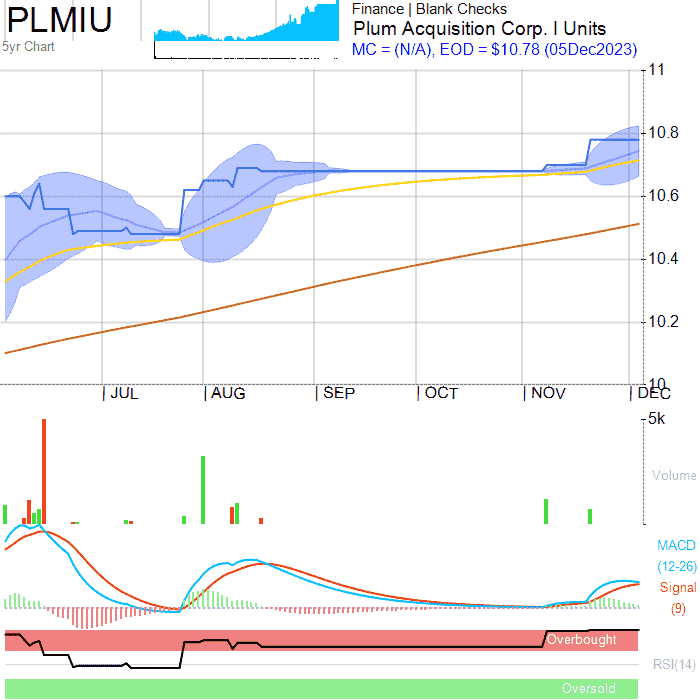 PLMIU
5yr Chart
Finance | Blank Checks
Plum Acquisition Corp. I Units
MC = (N/A), EOD = $10.78 (05Dec2023)
11
10.8
10.6
10.4
10.2
10
| JUL
| AUG
| SEP
| OCT
| NOV
| DEC
5k
Volume
MACD
(12-26)
Signal
(9)
Overbought
RSI(14)
Oversold